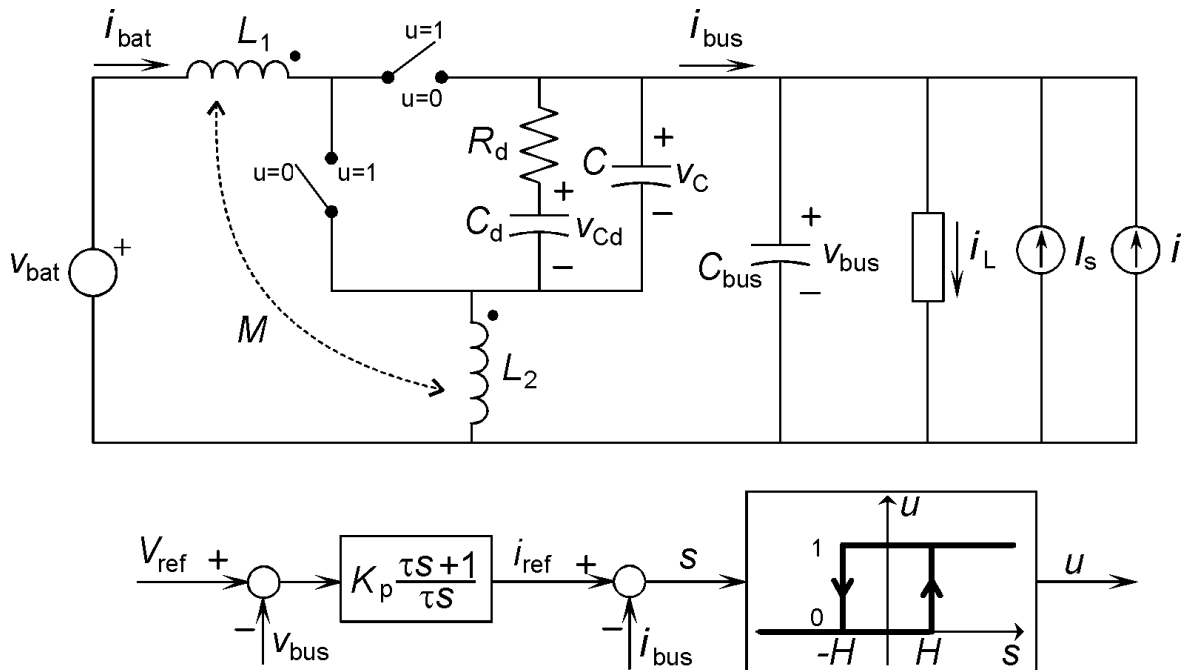 i_bat
L_1
u=1
u=0
i_bus
R_d
C
v_C
C_d
v_Cd
u=0
u=1
v_bat
+
+
−
+
−
C_bus
+
v_bus
−
i_L
I_s
i
M
L_2
V_ref
+
−
v_bus
K_p τs+1
τs
i_ref
+
−
i_bus
s
u
1
0
-H
H
s
u